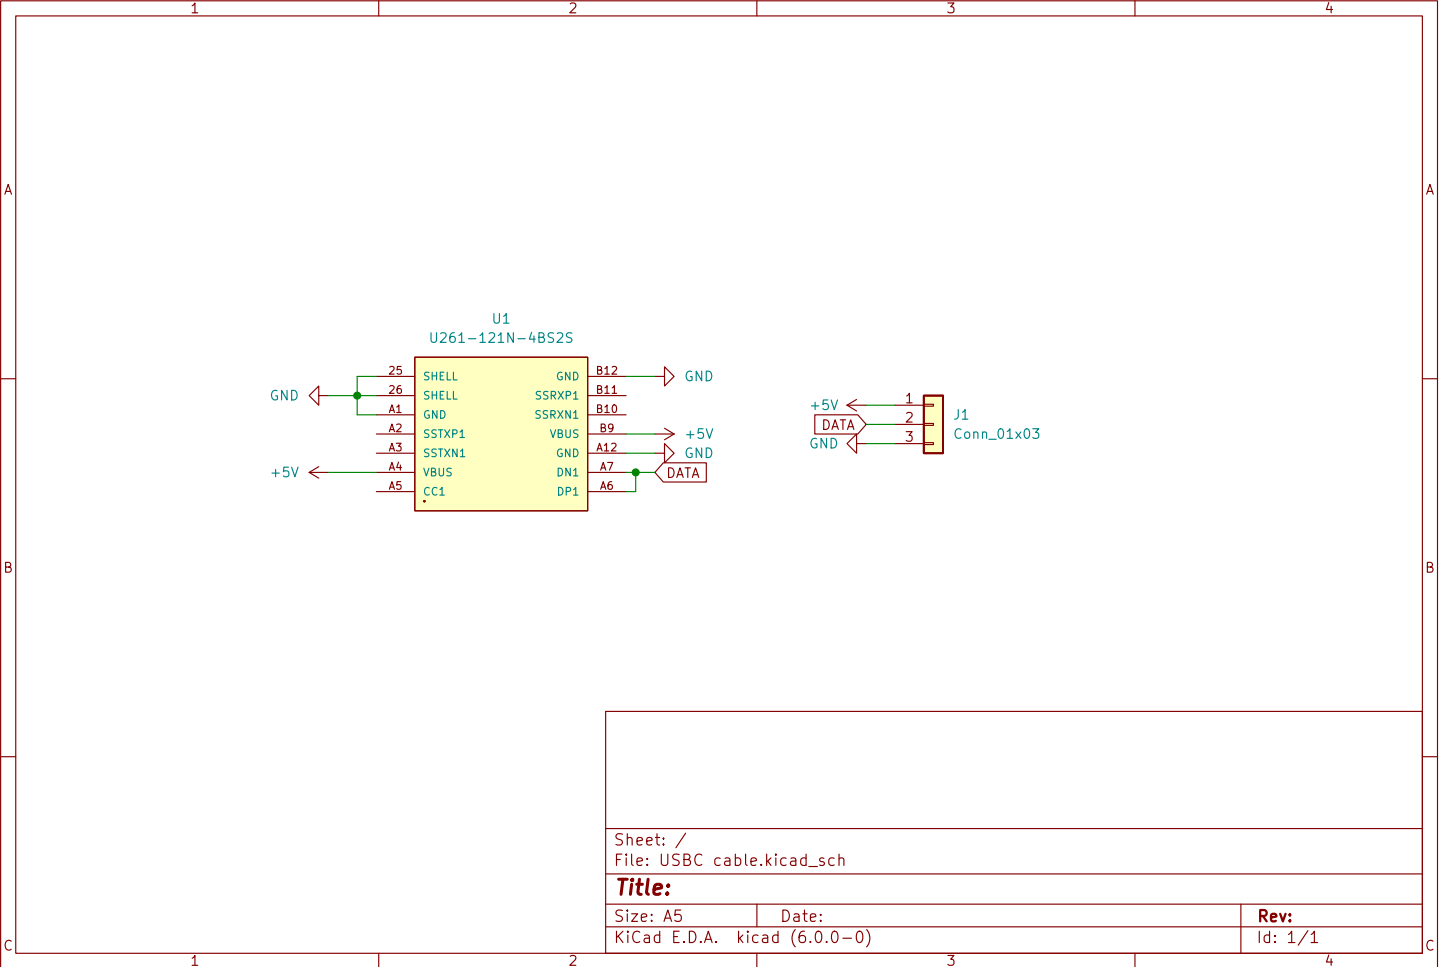 1 2 3 4
A A
U1
U261-121N-4BS2S
25 SHELL GND B12 GND
GND 26 SHELL SSRXP1 B11
A1 GND SSRXN1 B10
A2 SSTXP1 VBUS B9 +5V
A3 SSTXN1 GND A12 GND
+5V A4 VBUS DN1 A7 DATA
A5 CC1 DP1 A6
+5V 1
DATA 2
GND 3
J1
Conn_01x03
B B
Sheet: /
File: USBC cable.kicad_sch
Title:
Size: A5 Date: Rev:
KiCad E.D.A. kicad (6.0.0-0) Id: 1/1
C C
1 2 3 4